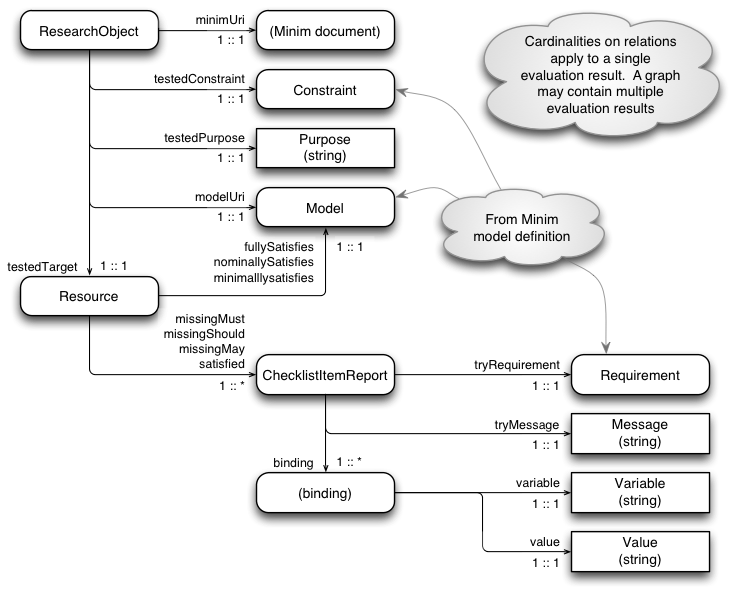 ResearchObject
minimUri
1 :: 1
(Minim document)
testedConstraint
1 :: 1
Constraint
testedPurpose
1 :: 1
Purpose
(string)
modelUri
1 :: 1
Model
Cardinalities on relations
apply to a single
evaluation result.  A graph
may contain multiple
evaluation results
From Minim
model definition
fullySatisfies
nominallySatisfies
minimalllysatisfies
1 :: 1
testedTarget
1 :: 1
Resource
missingMust
missingShould
missingMay
satisfied
1 :: *
ChecklistItemReport
tryRequirement
1 :: 1
Requirement
tryMessage
1 :: 1
Message
(string)
binding
1 :: *
(binding)
variable
1 :: 1
Variable
(string)
value
1 :: 1
Value
(string)